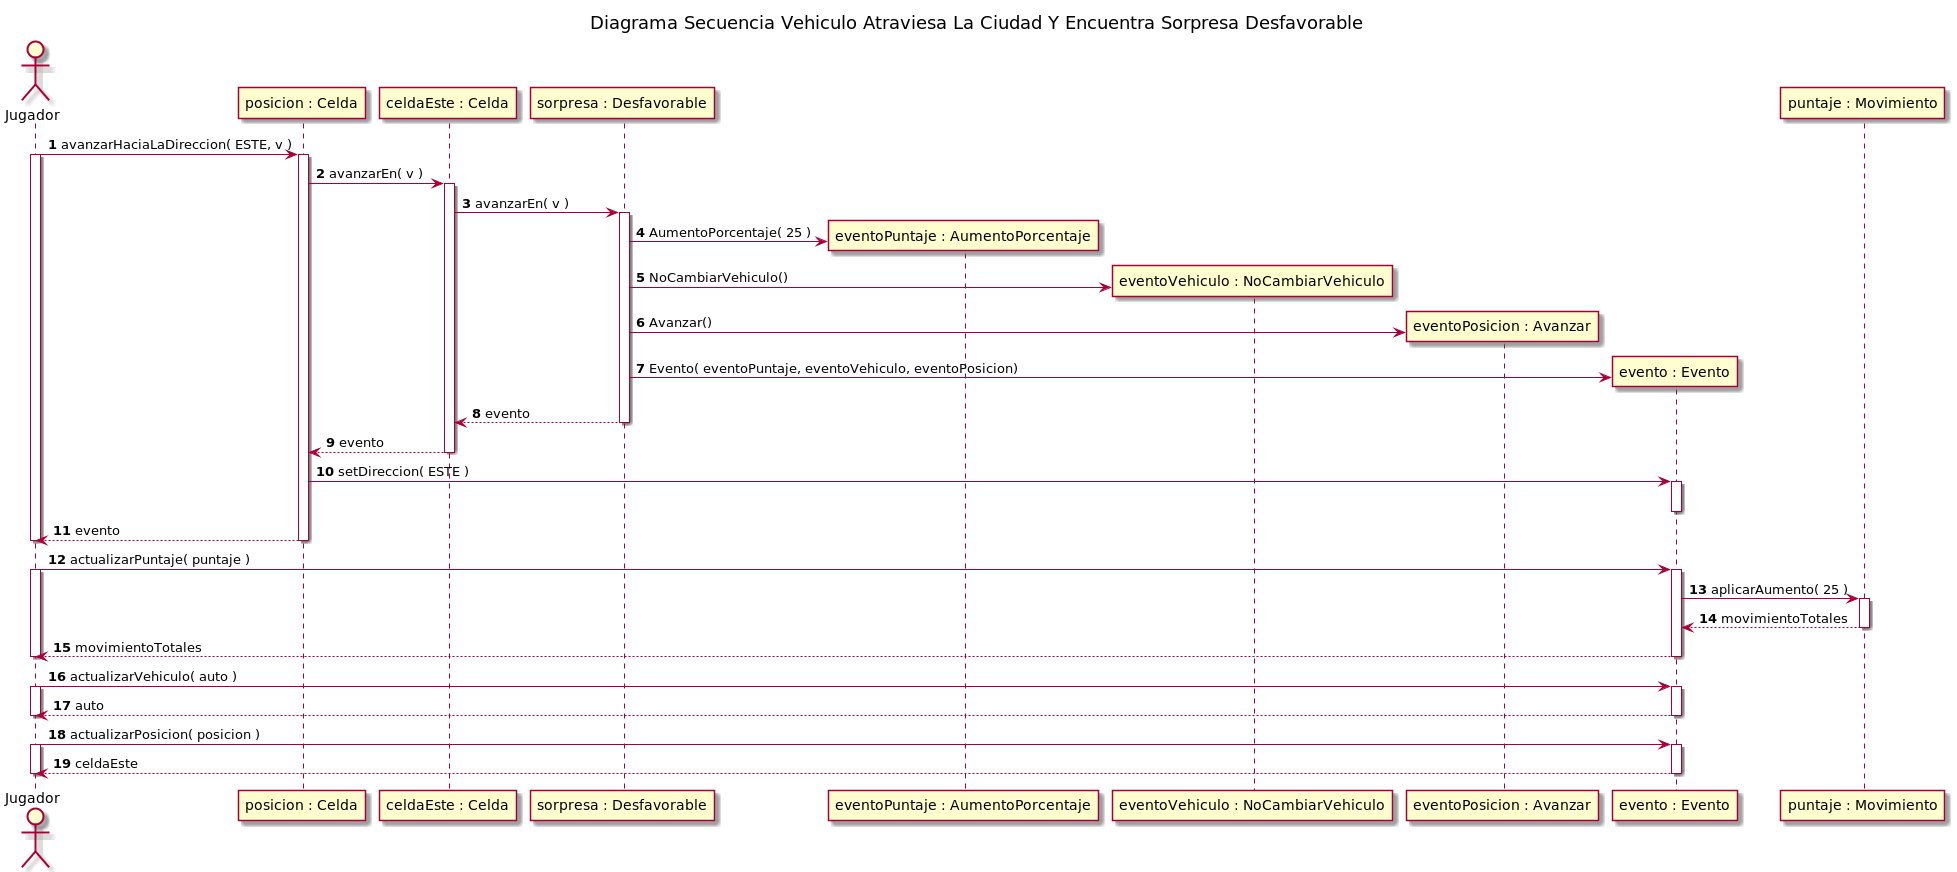 Diagrama Secuencia Vehiculo Atraviesa La Ciudad Y Encuentra Sorpresa Desfavorable
Jugador
posicion : Celda
celdaEste : Celda
sorpresa : Desfavorable
puntaje : Movimiento
1 avanzarHaciaLaDireccion( ESTE, v )
2 avanzarEn( v )
3 avanzarEn( v )
4 AumentoPorcentaje( 25 )
eventoPuntaje : AumentoPorcentaje
5 NoCambiarVehiculo()
eventoVehiculo : NoCambiarVehiculo
6 Avanzar()
eventoPosicion : Avanzar
7 Evento( eventoPuntaje, eventoVehiculo, eventoPosicion)
evento : Evento
8 evento
9 evento
10 setDireccion( ESTE )
11 evento
12 actualizarPuntaje( puntaje )
13 aplicarAumento( 25 )
14 movimientoTotales
15 movimientoTotales
16 actualizarVehiculo( auto )
17 auto
18 actualizarPosicion( posicion )
19 celdaEste
Jugador
posicion : Celda
celdaEste : Celda
sorpresa : Desfavorable
eventoPuntaje : AumentoPorcentaje
eventoVehiculo : NoCambiarVehiculo
eventoPosicion : Avanzar
evento : Evento
puntaje : Movimiento